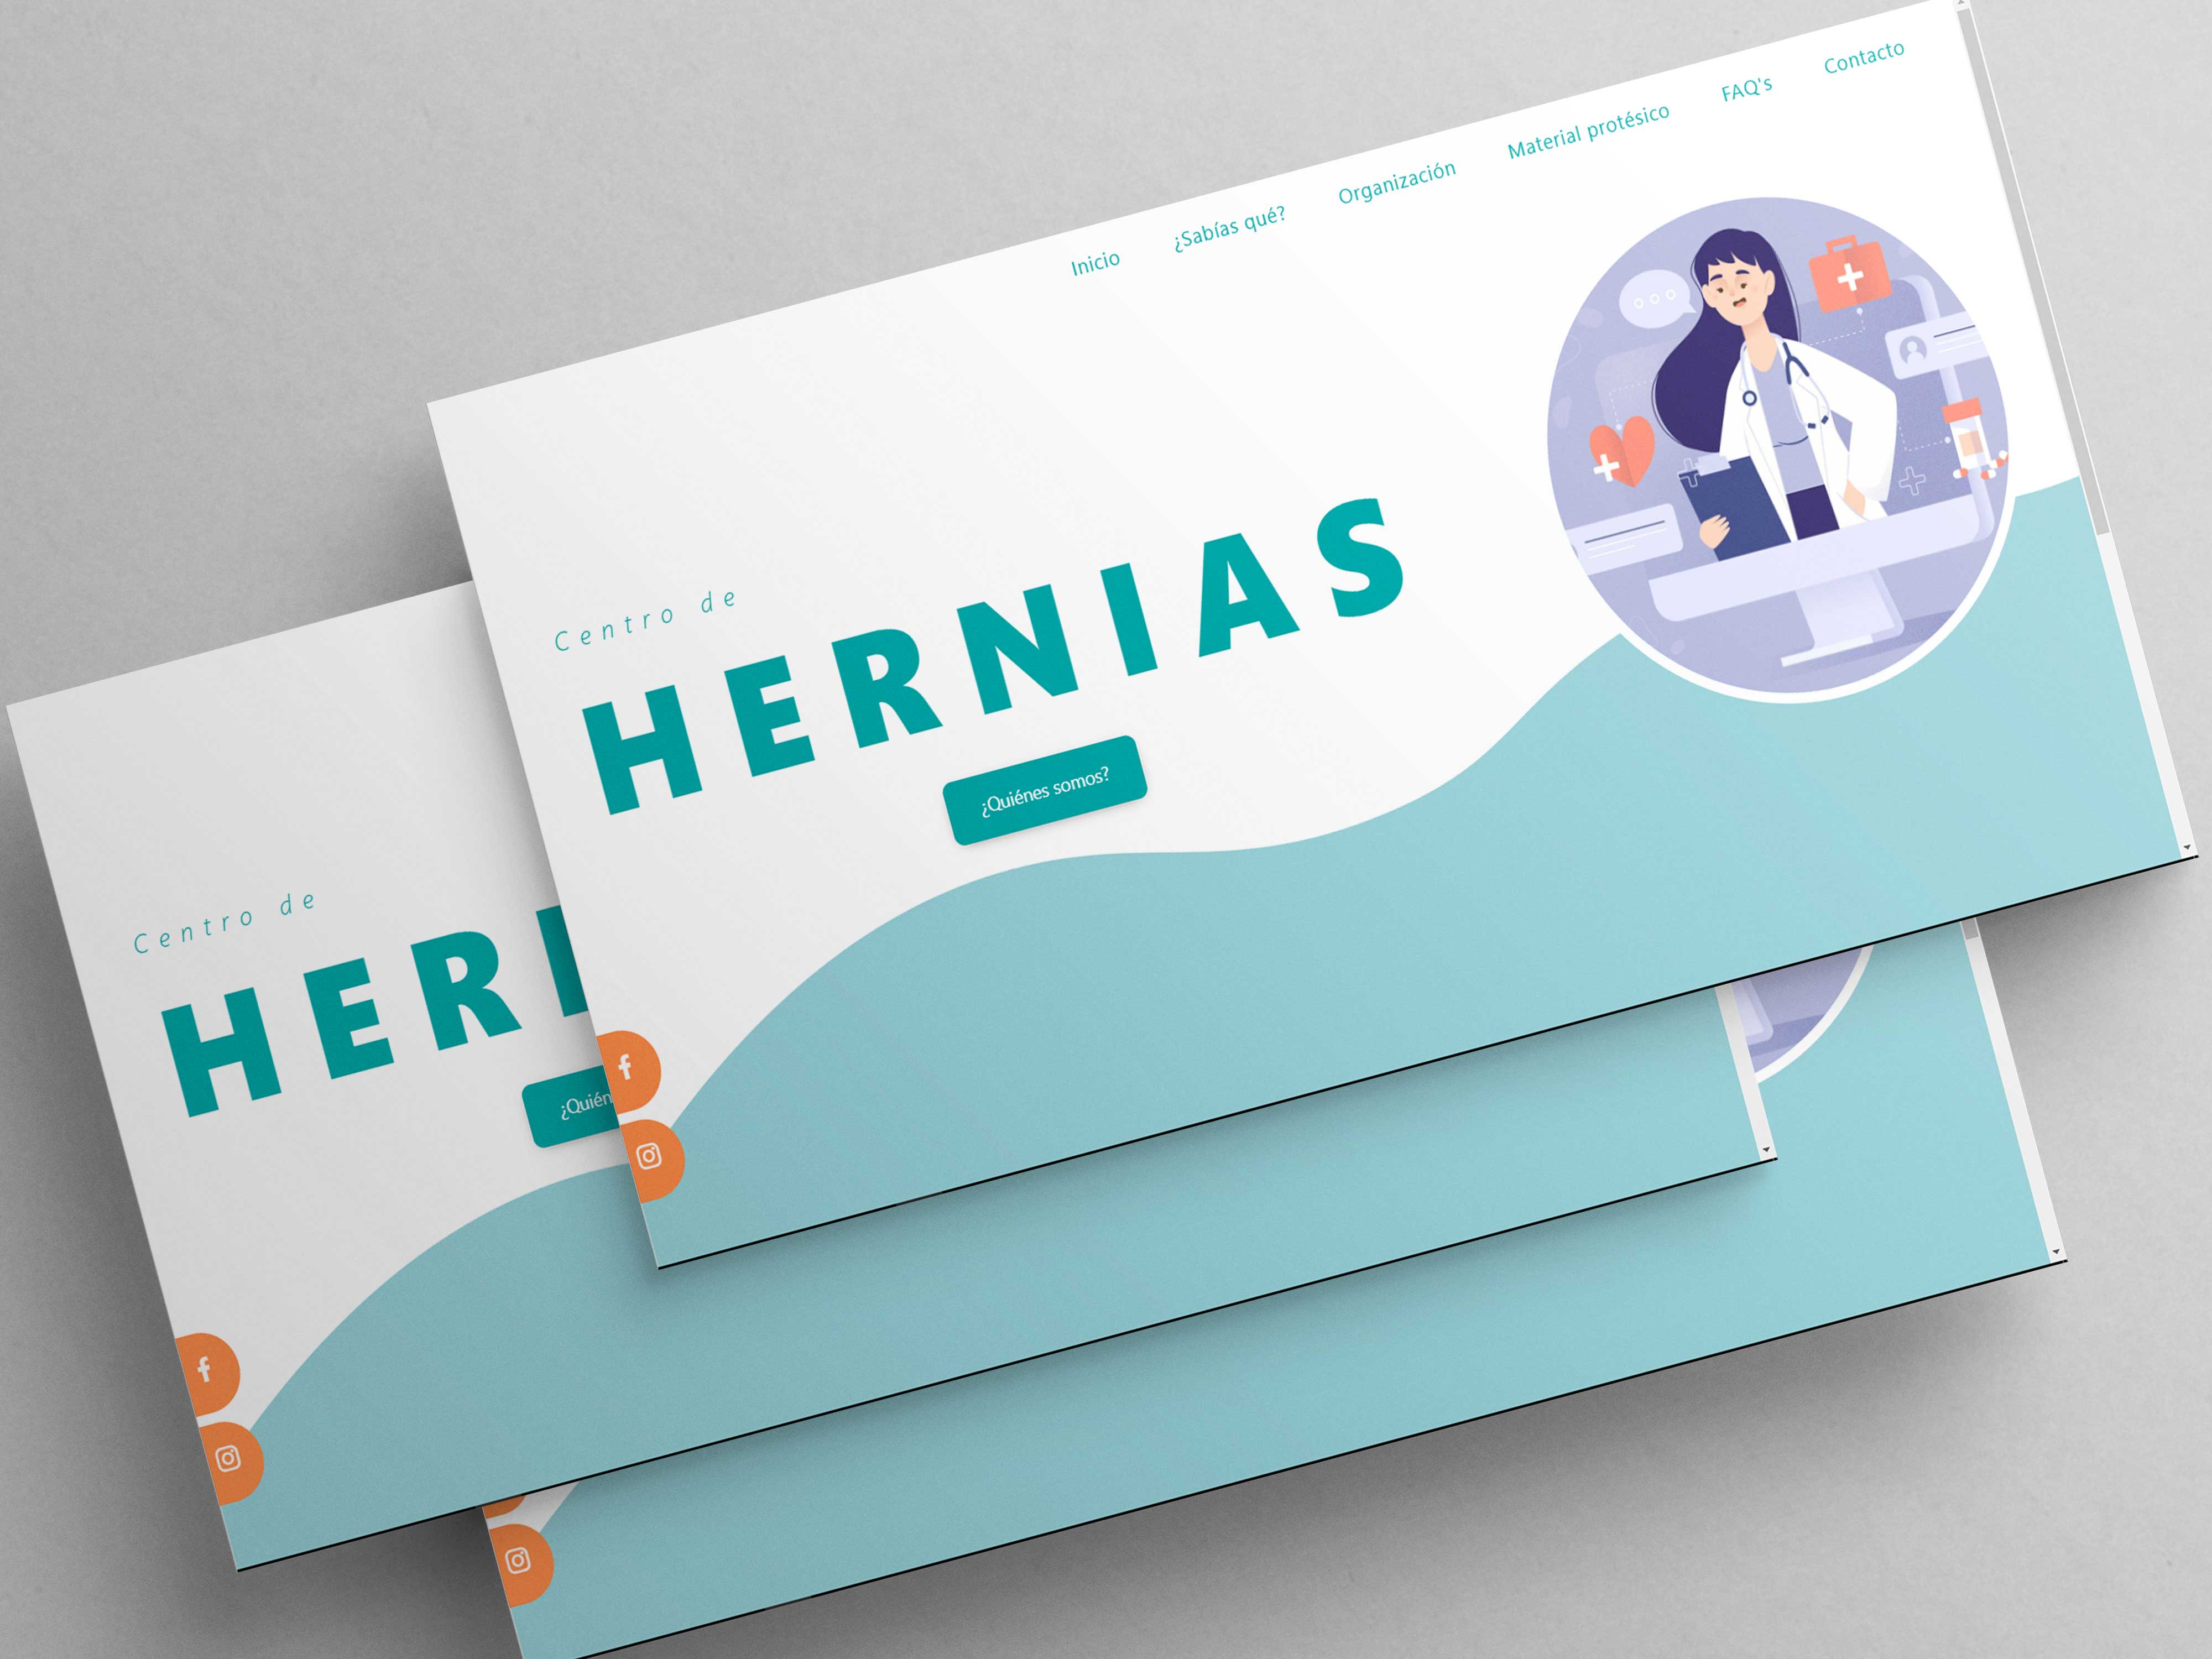 Inicio ¿Sabías qué? Organización Material protésico FAQ's Contacto
Centro de
HERNIAS
¿Quiénes somos?
Centro de
HER
¿Quién